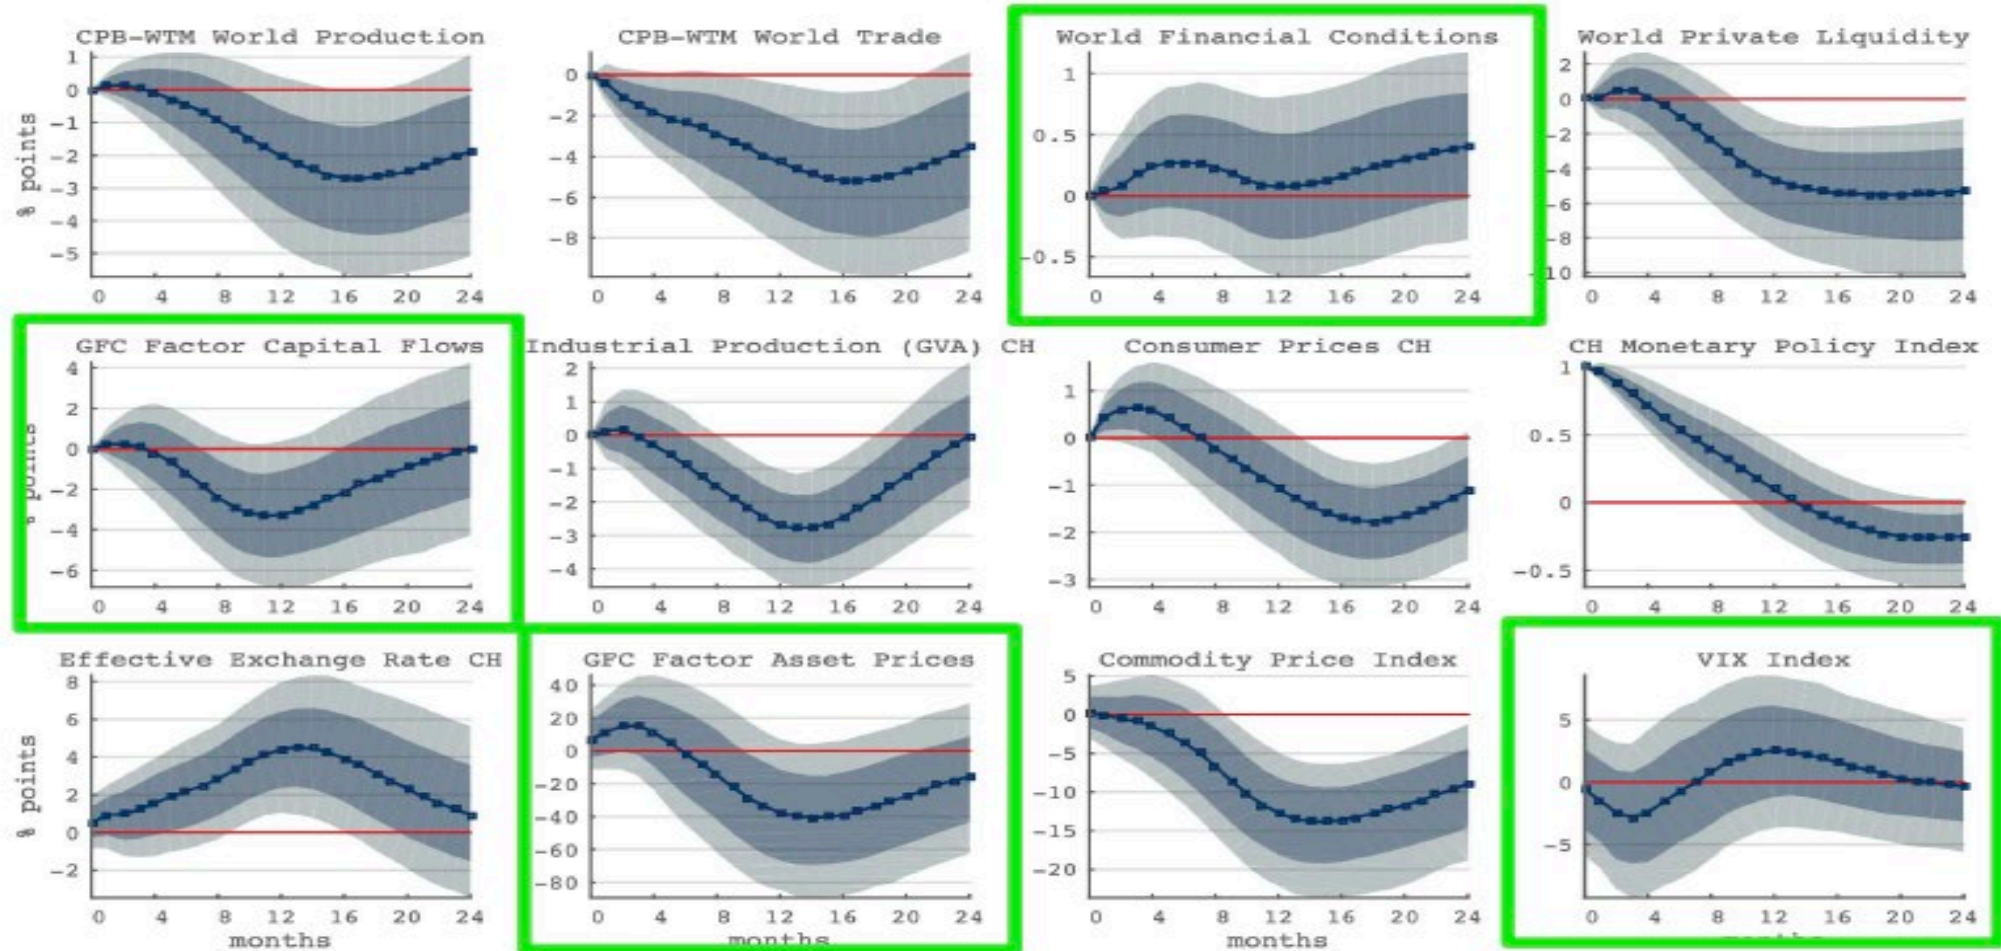 CPB-WTM World Production
% points
1
0
-1
-2
-3
-4
-5
0 4 8 12 16 20 24
CPB-WTM World Trade
0
-2
-4
-6
-8
0 4 8 12 16 20 24
World Financial Conditions
1
0.5
0
-0.5
0 4 8 12 16 20 24
World Private Liquidity
2
0
-2
-4
-6
-8
10
0 4 8 12 16 20 24
GFC Factor Capital Flows
points
4
2
0
-2
-4
-6
0 4 8 12 16 20 24
Industrial Production (GVA) CH
2
1
0
-1
-2
-3
-4
0 4 8 12 16 20 24
Consumer Prices CH
1
0
-1
-2
-3
0 4 8 12 16 20 24
CH Monetary Policy Index
1
0.5
0
-0.5
0 4 8 12 16 20 24
Effective Exchange Rate CH
% points
8
6
4
2
0
-2
0 4 8 12 16 20 24
months
GFC Factor Asset Prices
40
20
0
-20
-40
-60
-80
0 4 8 12 16 20 24
months
Commodity Price Index
5
0
-5
-10
-15
-20
0 4 8 12 16 20 24
months
VIX Index
5
0
-5
0 4 8 12 16 20 24